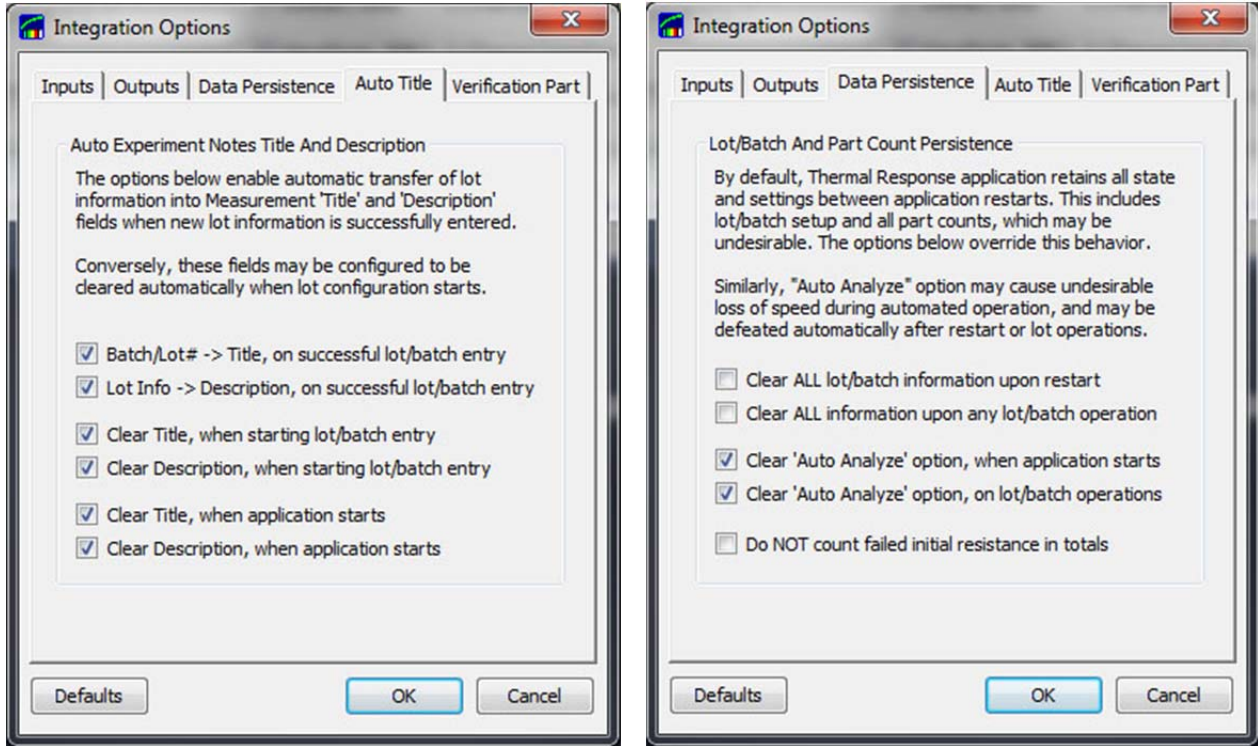 Integration Options
Inputs
Outputs
Data Persistence
Auto Title
Verification Part
Auto Experiment Notes Title And Description
The options below enable automatic transfer of lot
information into Measurement 'Title' and 'Description'
fields when new lot information is successfully entered.
Conversely, these fields may be configured to be
cleared automatically when lot configuration starts.
Batch/Lot# -> Title, on successful lot/batch entry
Lot Info -> Description, on successful lot/batch entry
Clear Title, when starting lot/batch entry
Clear Description, when starting lot/batch entry
Clear Title, when application starts
Clear Description, when application starts
Defaults
OK
Cancel
Integration Options
Inputs
Outputs
Data Persistence
Auto Title
Verification Part
Lot/Batch And Part Count Persistence
By default, Thermal Response application retains all state
and settings between application restarts. This includes
lot/batch setup and all part counts, which may be
undesirable. The options below override this behavior.
Similarly, "Auto Analyze" option may cause undesirable
loss of speed during automated operation, and may be
defeated automatically after restart or lot operations.
Clear ALL lot/batch information upon restart
Clear ALL information upon any lot/batch operation
Clear 'Auto Analyze' option, when application starts
Clear 'Auto Analyze' option, on lot/batch operations
Do NOT count failed initial resistance in totals
Defaults
OK
Cancel